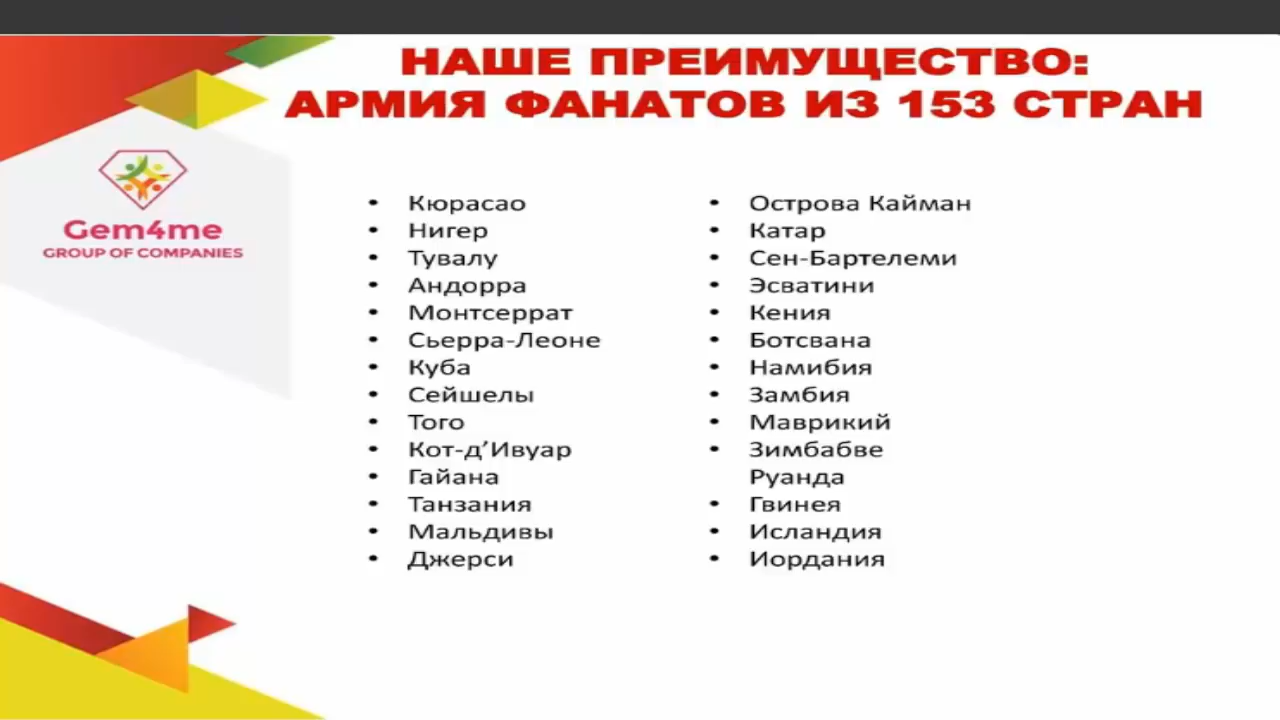 НАШЕ ПРЕИМУЩЕСТВО:
АРМИЯ ФАНАТОВ ИЗ 153 СТРАН
Gem4me
GROUP OF COMPANIES
• Кюрасао
• Нигер
• Тувалу
• Андорра
• Монтсеррат
• Сьерра-Леоне
• Куба
• Сейшелы
• Того
• Кот-д’Ивуар
• Гайана
• Танзания
• Мальдивы
• Джерси
• Острова Кайман
• Катар
• Сен-Бартелеми
• Эсватини
• Кения
• Ботсвана
• Намибия
• Замбия
• Маврикий
• Зимбабве
Руанда
• Гвинея
• Исландия
• Иордания